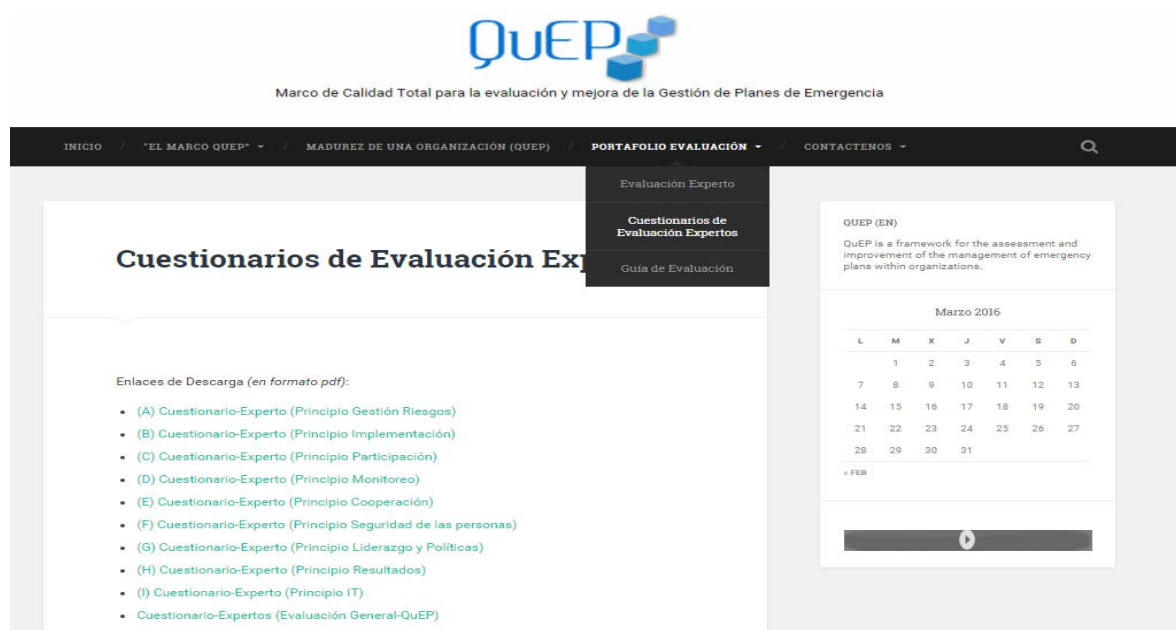 QuEP
Marco de Calidad Total para la evaluación y mejora de la Gestión de Planes de Emergencia
INICIO / "EL MARCO QUEP" / MADUREZ DE UNA ORGANIZACIÓN (QUEP) / PORTAFOLIO EVALUACIÓN / CONTACTENOS
Evaluación Experto
Cuestionarios de
Evaluación Expertos
Guía de Evaluación
Cuestionarios de Evaluación
Enlaces de Descarga (en formato pdf):
• (A) Cuestionario-Experto (Principio Gestión Riesgos)
• (B) Cuestionario-Experto (Principio Implementación)
• (C) Cuestionario-Experto (Principio Participación)
• (D) Cuestionario-Experto (Principio Monitoreo)
• (E) Cuestionario-Experto (Principio Cooperación)
• (F) Cuestionario-Experto (Principio Seguridad de las personas)
• (G) Cuestionario-Experto (Principio Liderazgo y Políticas)
• (H) Cuestionario-Experto (Principio Resultados)
• (I) Cuestionario-Experto (Principio IT)
• Cuestionario-Expertos (Evaluación General-QuEP)
QUEP (EN)
QuEP is a framework for the assessment and
improvement of the management of emergency
plans within organizations.
Marzo 2016
L M X J V S D
1 2 3 4 5 6
7 8 9 10 11 12 13
14 15 16 17 18 19 20
21 22 23 24 25 26 27
28 29 30 31
« FEB